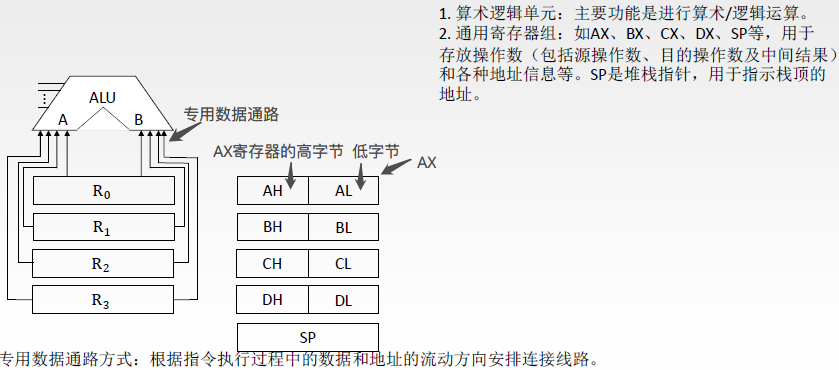 1. 算术逻辑单元：主要功能是进行算术/逻辑运算。
2. 通用寄存器组：如AX、BX、CX、DX、SP等，用于
存放操作数（包括源操作数、目的操作数及中间结果）
和各种地址信息等。SP是堆栈指针，用于指示栈顶的
地址。
ALU
A B
专用数据通路
AX寄存器的高字节 低字节
AX
R0
AH AL
R1
BH BL
R2
CH CL
R3
DH DL
SP
专用数据通路方式：根据指令执行过程中的数据和地址的流动方向安排连接线路。